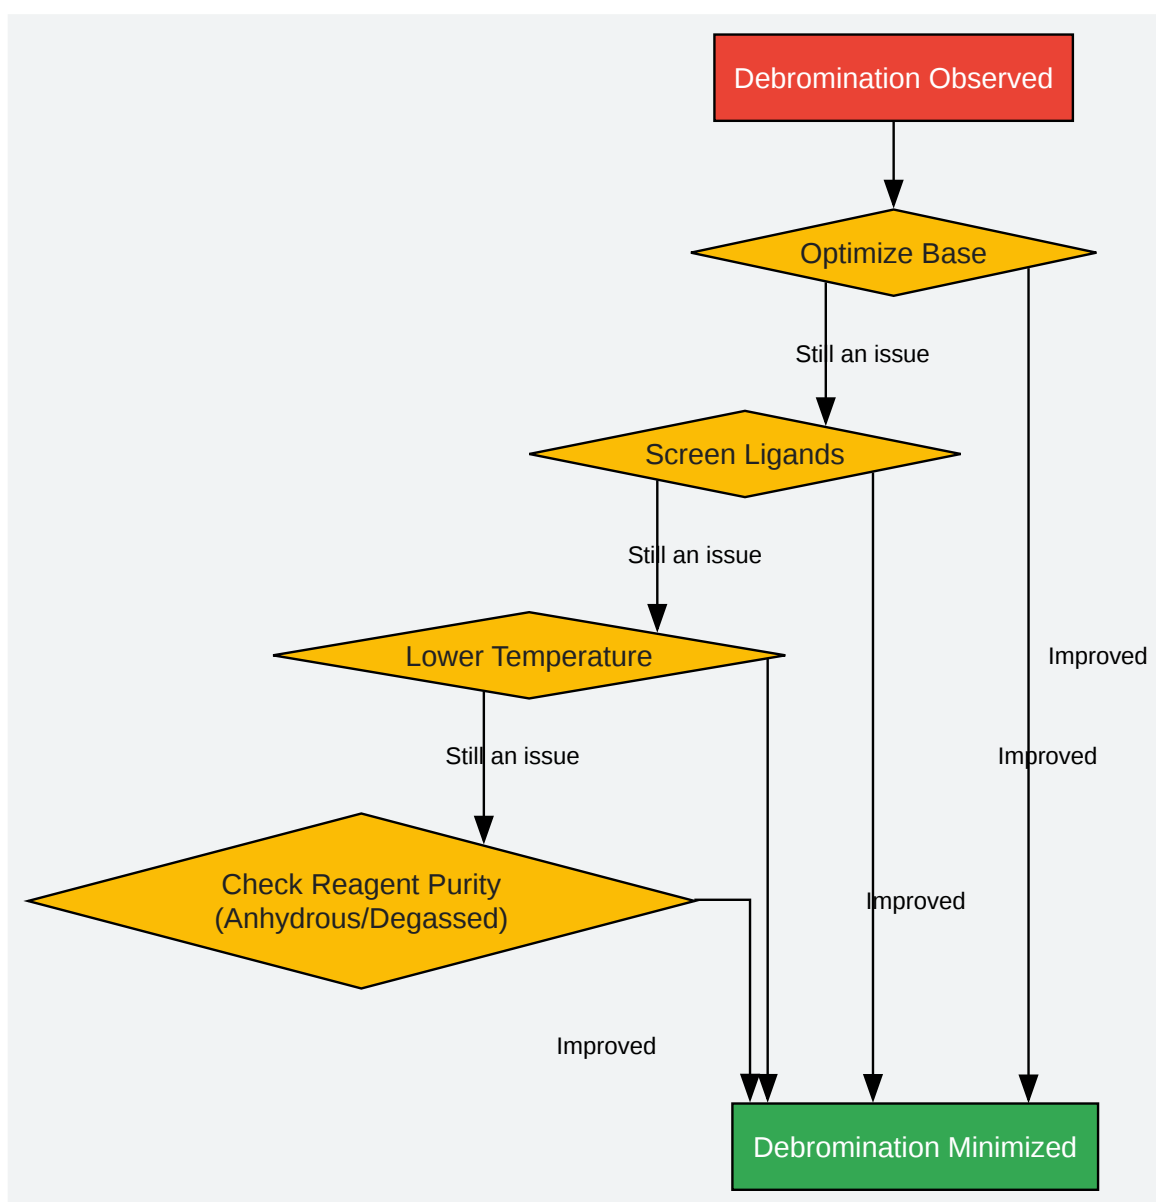 Debromination Observed
Optimize Base
Still an issue
Screen Ligands
Still an issue
Lower Temperature
Improved
Still an issue
Improved
Check Reagent Purity
(Anhydrous/Degassed)
Improved
Improved
Debromination Minimized